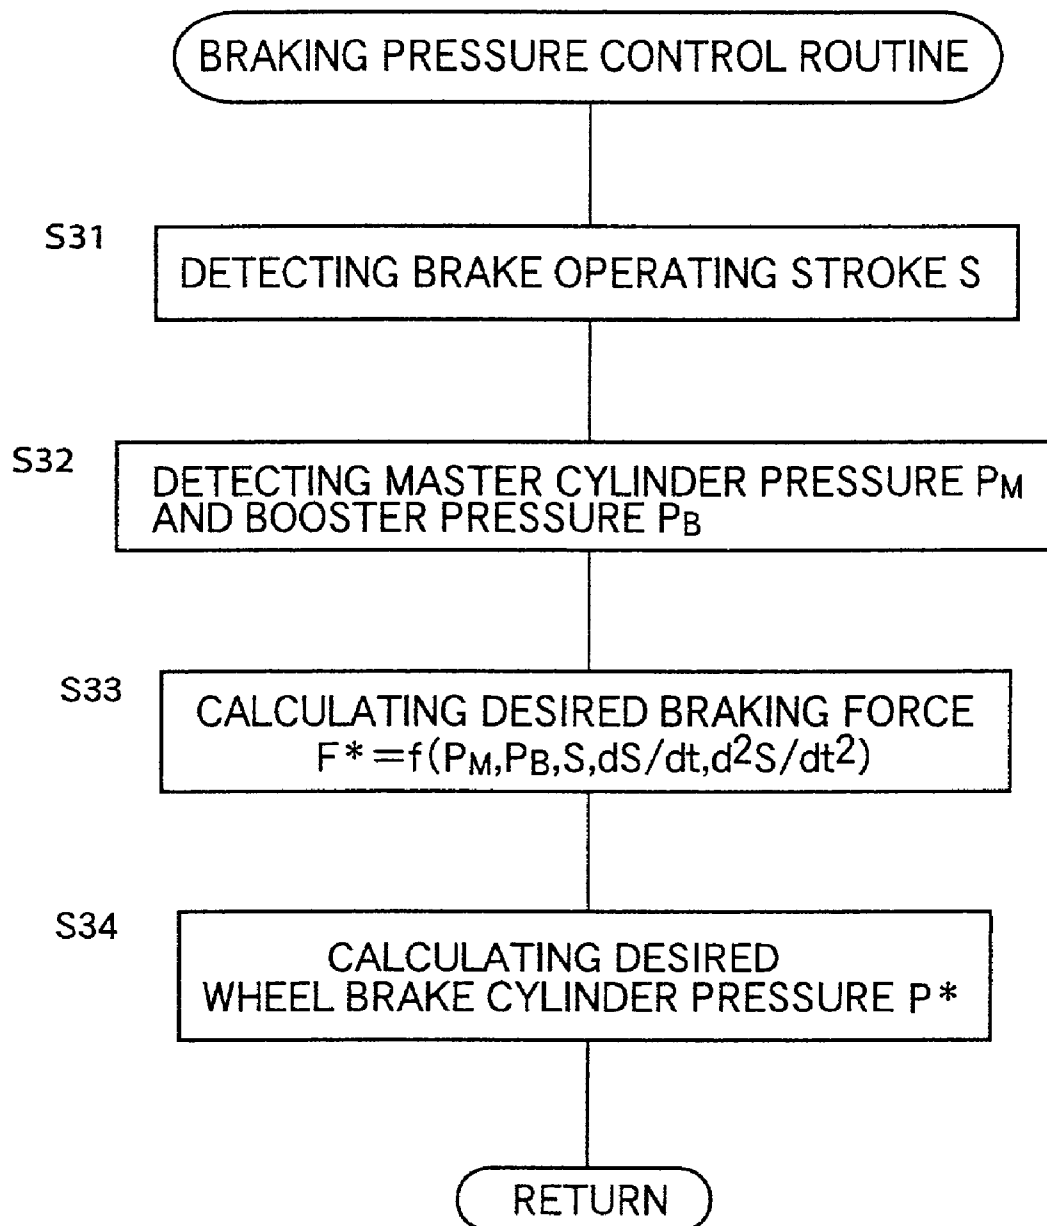 BRAKING PRESSURE CONTROL ROUTINE
S31
DETECTING BRAKE OPERATING STROKE S
S32
DETECTING MASTER CYLINDER PRESSURE PM
AND BOOSTER PRESSURE PB
S33
CALCULATING DESIRED BRAKING FORCE
F*=f(PM,PB,S,dS/dt,d2S/dt2)
S34
CALCULATING DESIRED
WHEEL BRAKE CYLINDER PRESSURE P*
RETURN